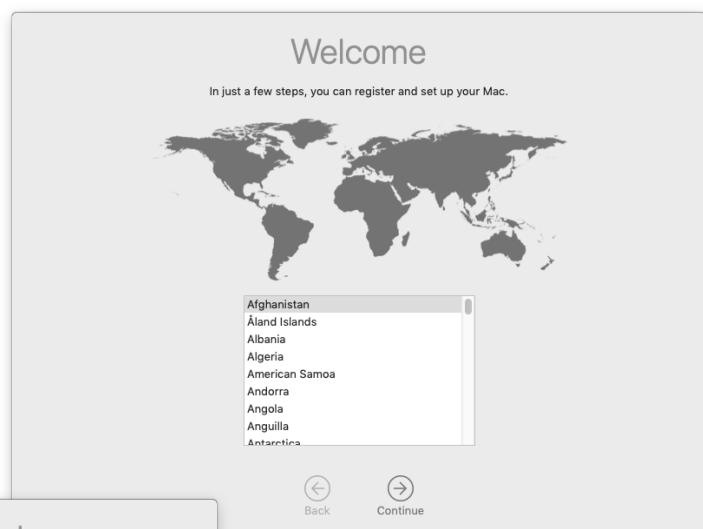 Welcome
In just a few steps, you can register and set up your Mac.
Afghanistan
Åland Islands
Albania
Algeria
American Samoa
Andorra
Angola
Anguilla
Antarctica
Back
Continue